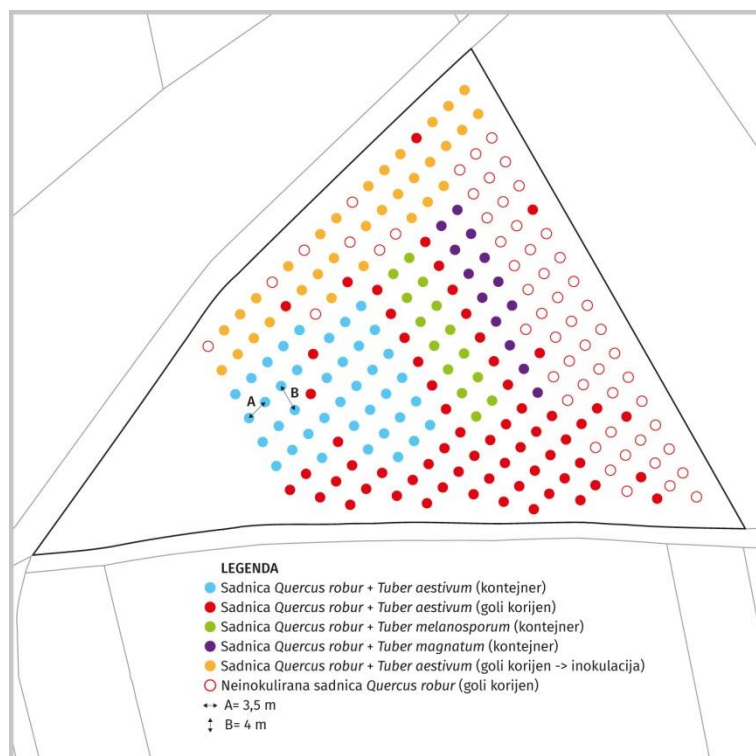 A
B
LEGENDA
Sadnica Quercus robur + Tuber aestivum (kontejner)
Sadnica Quercus robur + Tuber aestivum (goli korijen)
Sadnica Quercus robur + Tuber melanosporum (kontejner)
Sadnica Quercus robur + Tuber magnatum (kontejner)
Sadnica Quercus robur + Tuber aestivum (goli korijen -> inokulacija)
Neinokulirana sadnica Quercus robur (goli korijen)
A= 3,5 m
B= 4 m